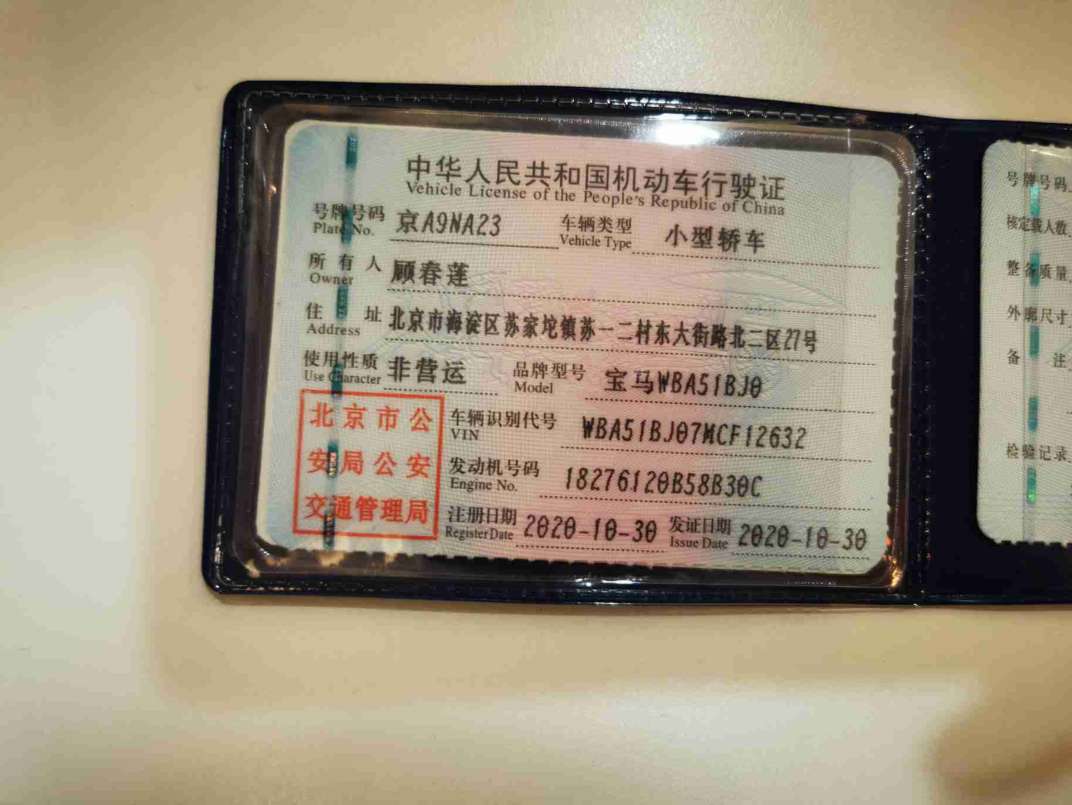 中华人民共和国机动车行驶证
Vehicle License of the People's Republic of China
号牌号码 京A9NA23 车辆类型 小型轿车
Plate No. Vehicle Type
所有人 顾春莲
Owner
住址 北京市海淀区苏家坨镇苏一二村东大街路北二区27号
Address
使用性质 非营运 品牌型号 宝马WBA51BJ0
Use Character Model
北京市公
安局公安
交通管理局
车辆识别代号 WBA51BJ07MCF12632
VIN
发动机号码 18276120B58B30C
Engine No.
注册日期 2020-10-30 发证日期 2020-10-30
Register Date Issue Date
号牌号码
核定载人数
整备质量
外廓尺寸
备注
检验记录